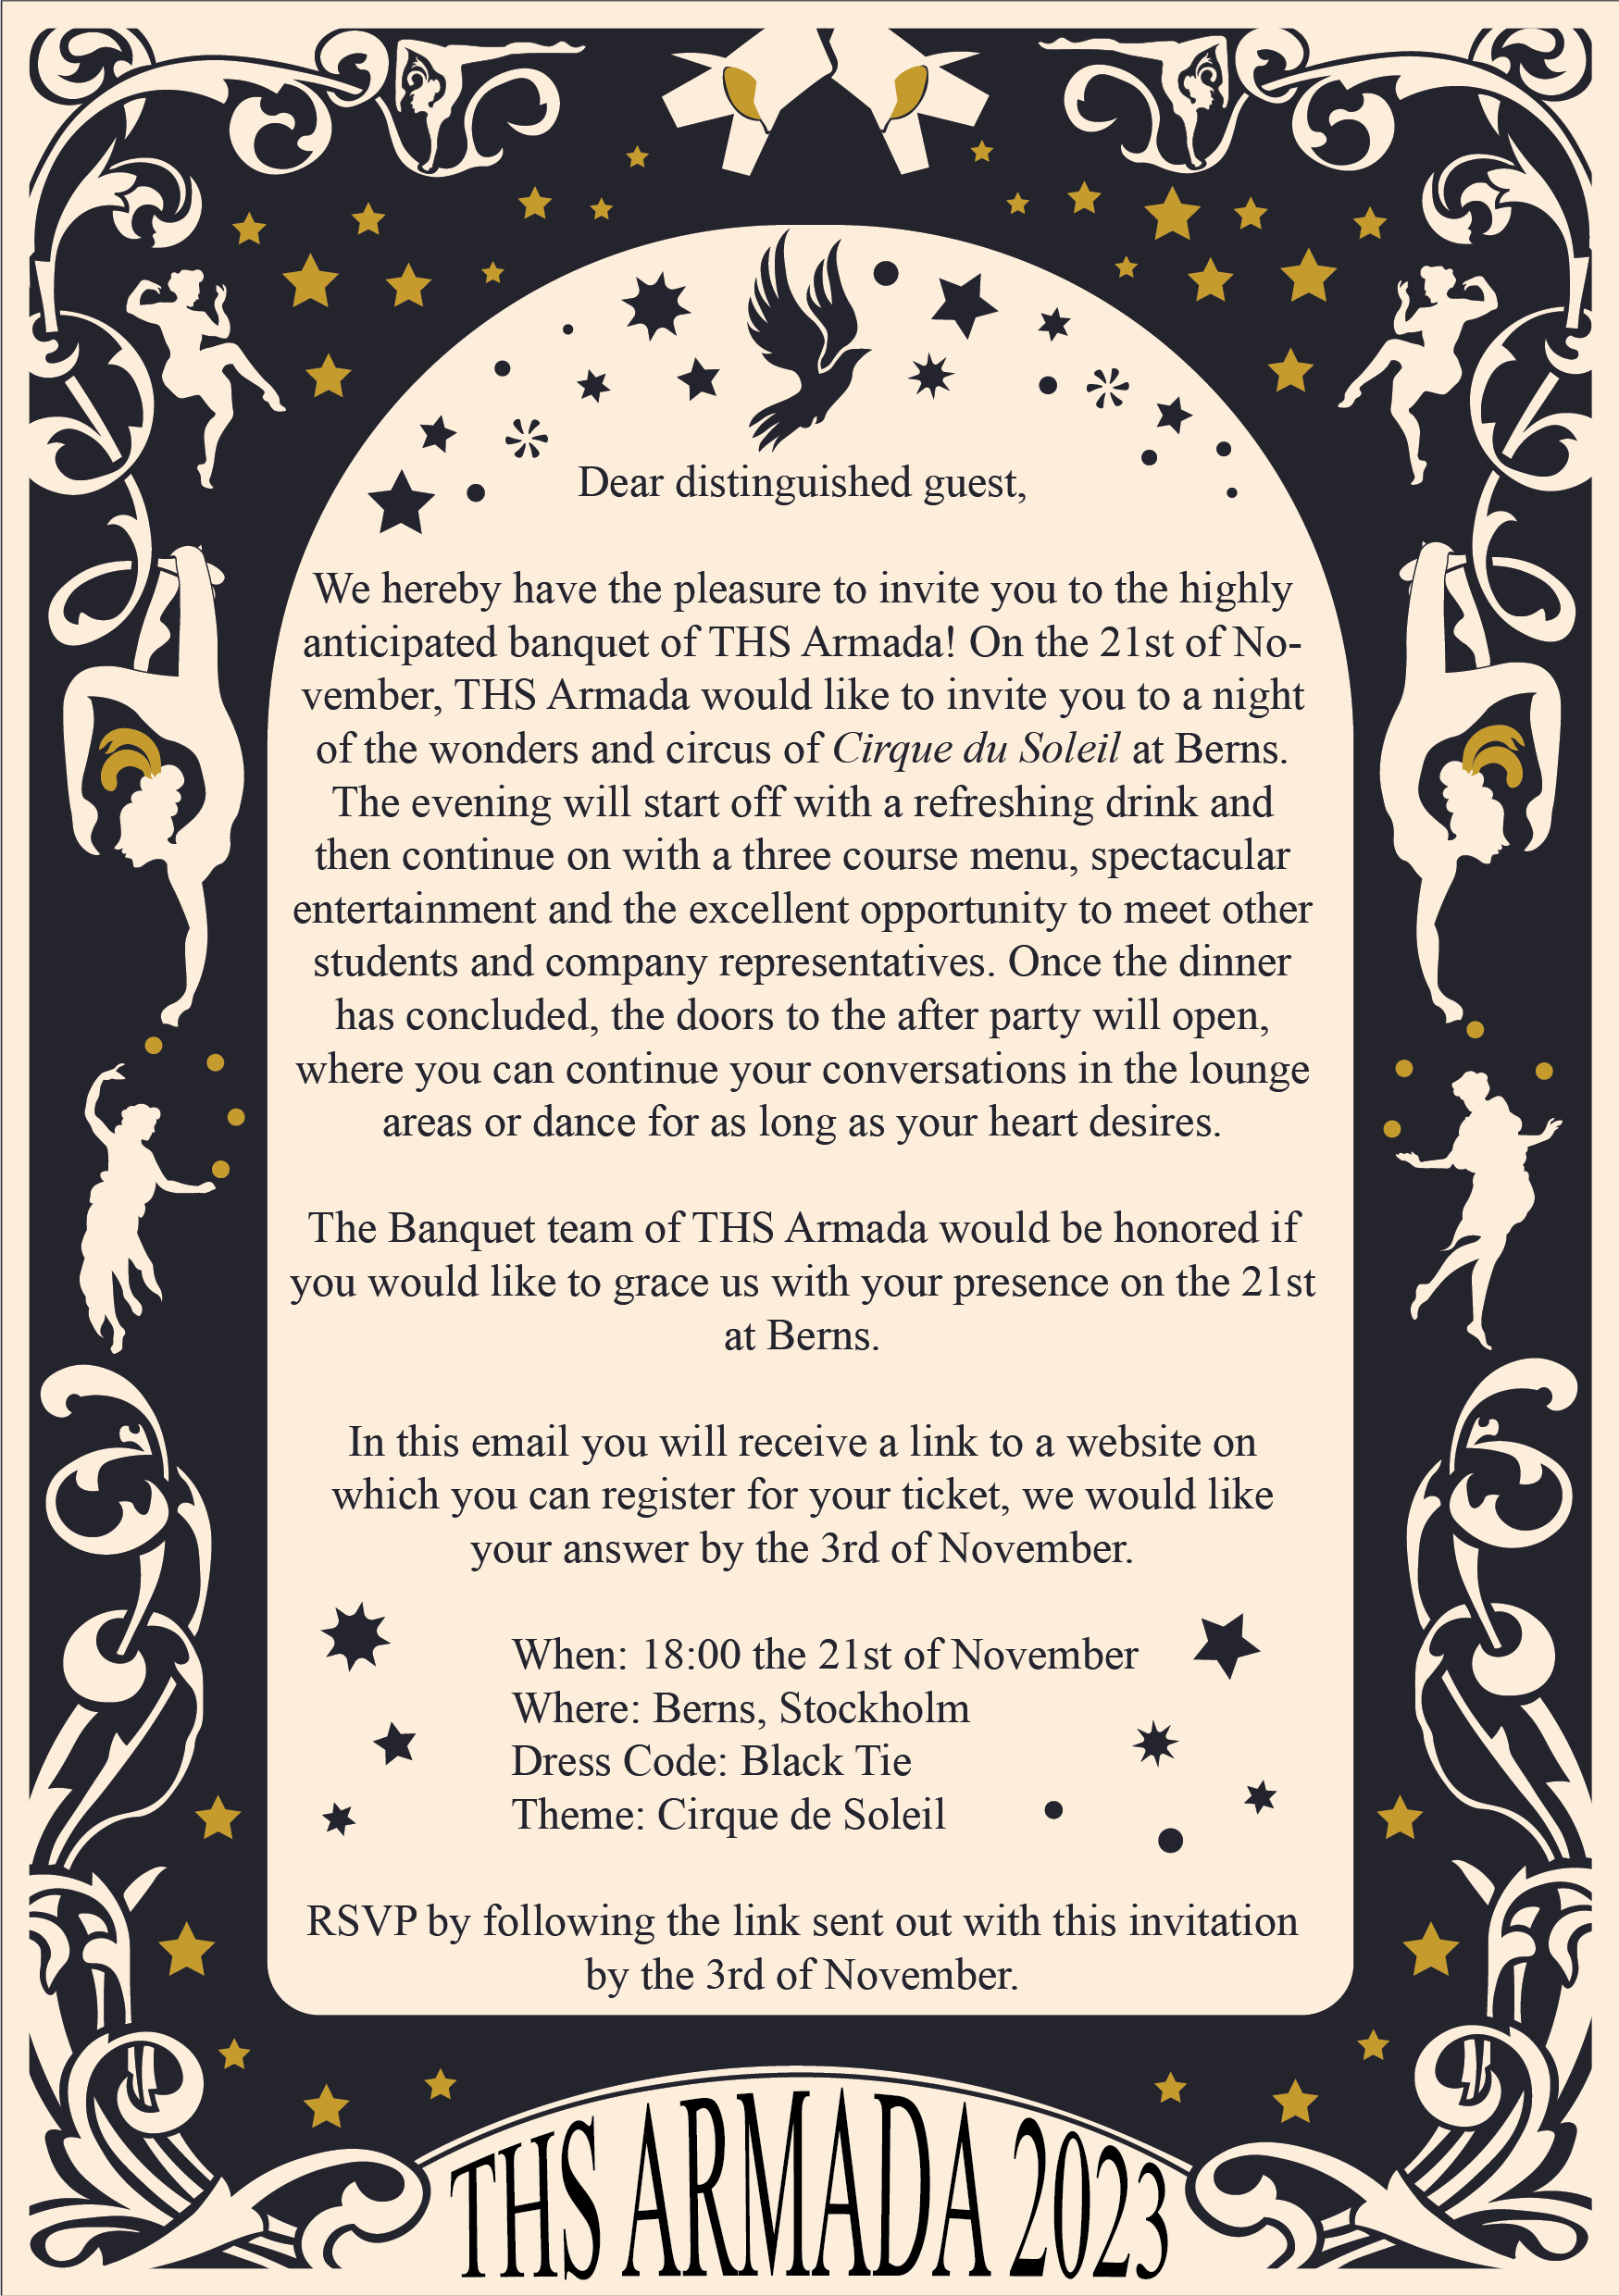 Dear distinguished guest,
We hereby have the pleasure to invite you to the highly
anticipated banquet of THS Armada! On the 21st of No-
vember, THS Armada would like to invite you to a night
of the wonders and circus of Cirque du Soleil at Berns.
The evening will start off with a refreshing drink and
then continue on with a three course menu, spectacular
entertainment and the excellent opportunity to meet other
students and company representatives. Once the dinner
has concluded, the doors to the after party will open,
where you can continue your conversations in the lounge
areas or dance for as long as your heart desires.
The Banquet team of THS Armada would be honored if
you would like to grace us with your presence on the 21st
at Berns.
In this email you will receive a link to a website on
which you can register for your ticket, we would like
your answer by the 3rd of November.
When: 18:00 the 21st of November
Where: Berns, Stockholm
Dress Code: Black Tie
Theme: Cirque de Soleil
RSVP by following the link sent out with this invitation
by the 3rd of November.
THS ARMADA 2023